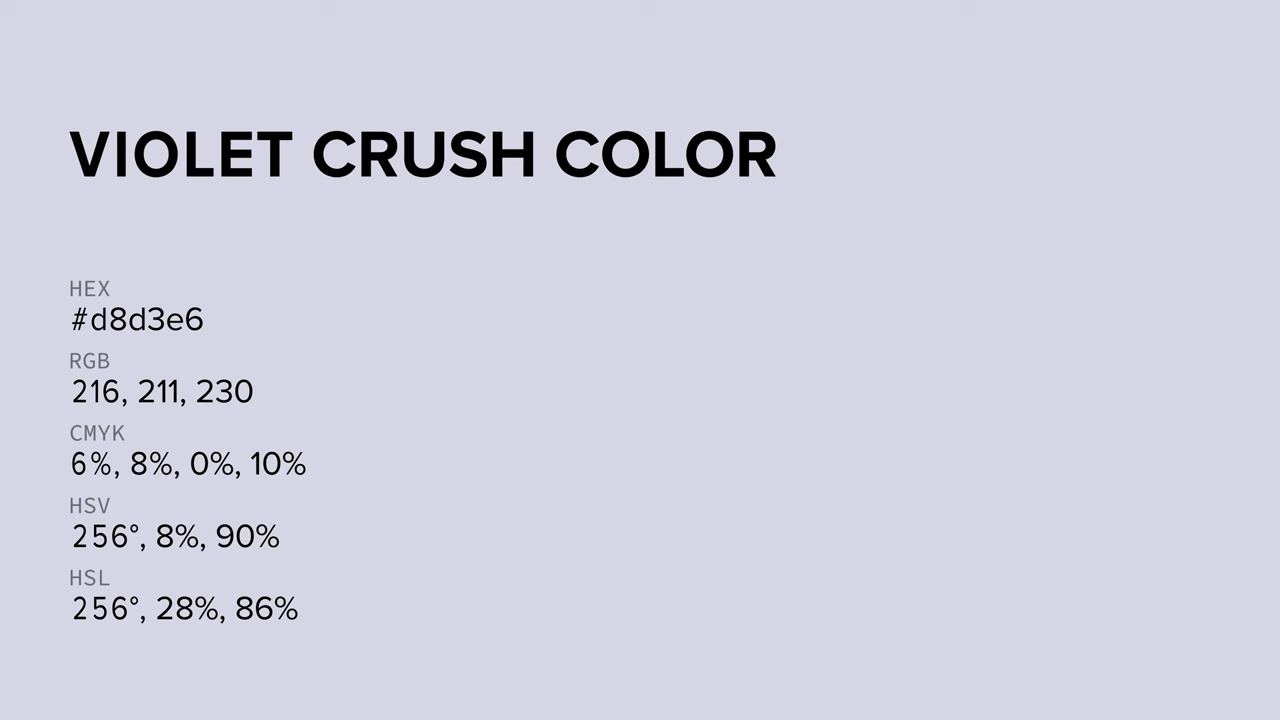 VIOLET CRUSH COLOR
HEX
#d8d3e6
RGB
216, 211, 230
CMYK
6%, 8%, 0%, 10%
HSV
256°, 8%, 90%
HSL
256°, 28%, 86%